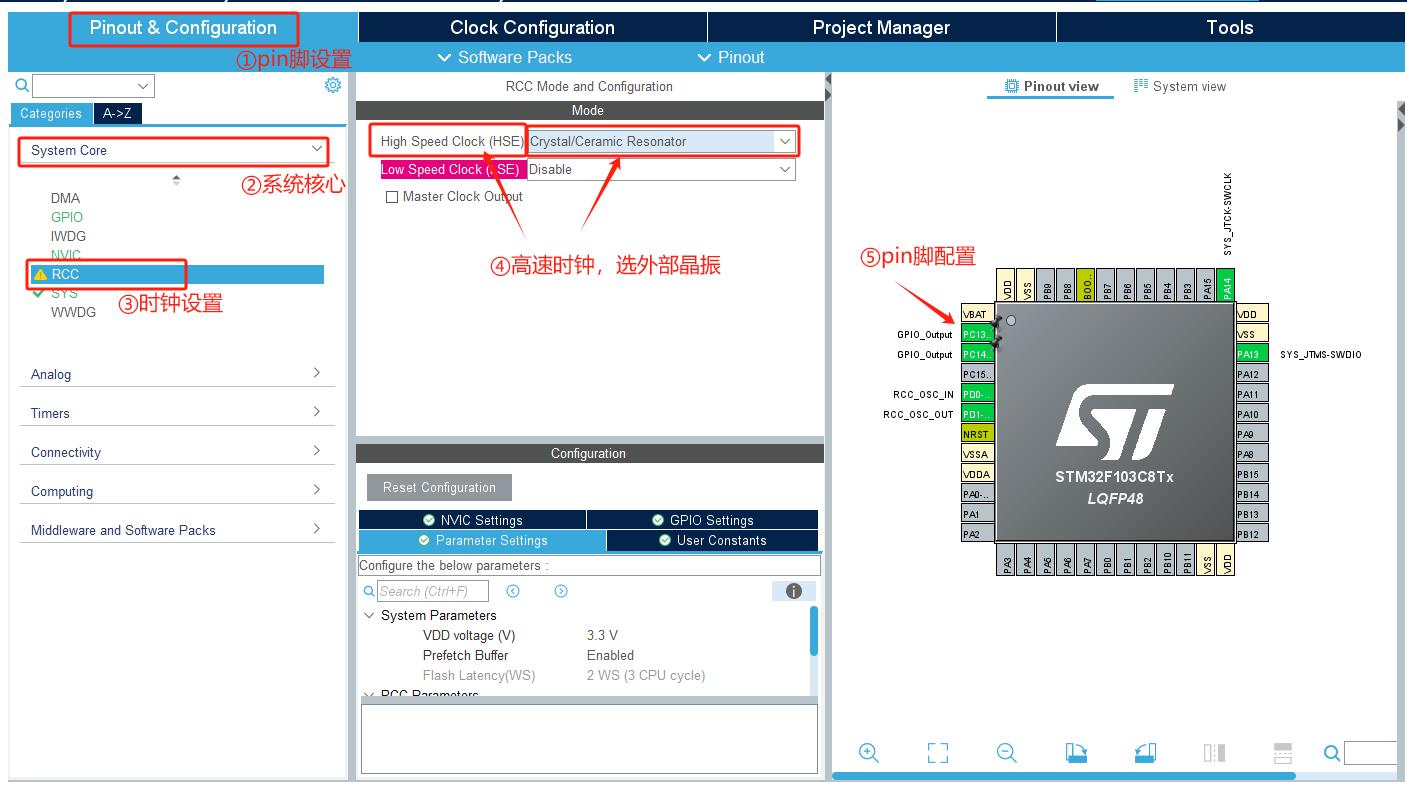 Pinout & Configuration
Clock Configuration
Project Manager
Tools
①pin脚设置
Software Packs
Pinout
Categories
A->Z
System Core
②系统核心
DMA
GPIO
IWDG
NVIC
RCC
SYS
WWDG
③时钟设置
Analog
Timers
Connectivity
Computing
Middleware and Software Packs
RCC Mode and Configuration
Mode
High Speed Clock (HSE)
Crystal/Ceramic Resonator
Low Speed Clock (LSE)
Disable
Master Clock Output
④高速时钟，选外部晶振
Configuration
Reset Configuration
NVIC Settings
GPIO Settings
Parameter Settings
User Constants
Configure the below parameters :
Search (Ctrl+F)
System Parameters
VDD voltage (V)
3.3 V
Prefetch Buffer
Enabled
Flash Latency(WS)
2 WS (3 CPU cycle)
RCC Parameters
Pinout view
System view
⑤pin脚配置
SYS_JTCK-SWCLK
VDD
VSS
PB9
PB8
BOO..
PB7
PB6
PB5
PB4
PB3
PA15
PA14
VBAT
GPIO_Output
PC13..
GPIO_Output
PC14..
PC15..
RCC_OSC_IN
PD0-..
RCC_OSC_OUT
PD1-..
NRST
VSSA
VDDA
PA0-..
PA1
PA2
VDD
VSS
PA13
SYS_JTMS-SWDIO
PA12
PA11
PA10
PA9
PA8
PB15
PB14
PB13
PB12
STM32F103C8Tx
LQFP48
PA3
PA4
PA5
PA6
PA7
PB0
PB1
PB2
PB10
PB11
VSS
VDD